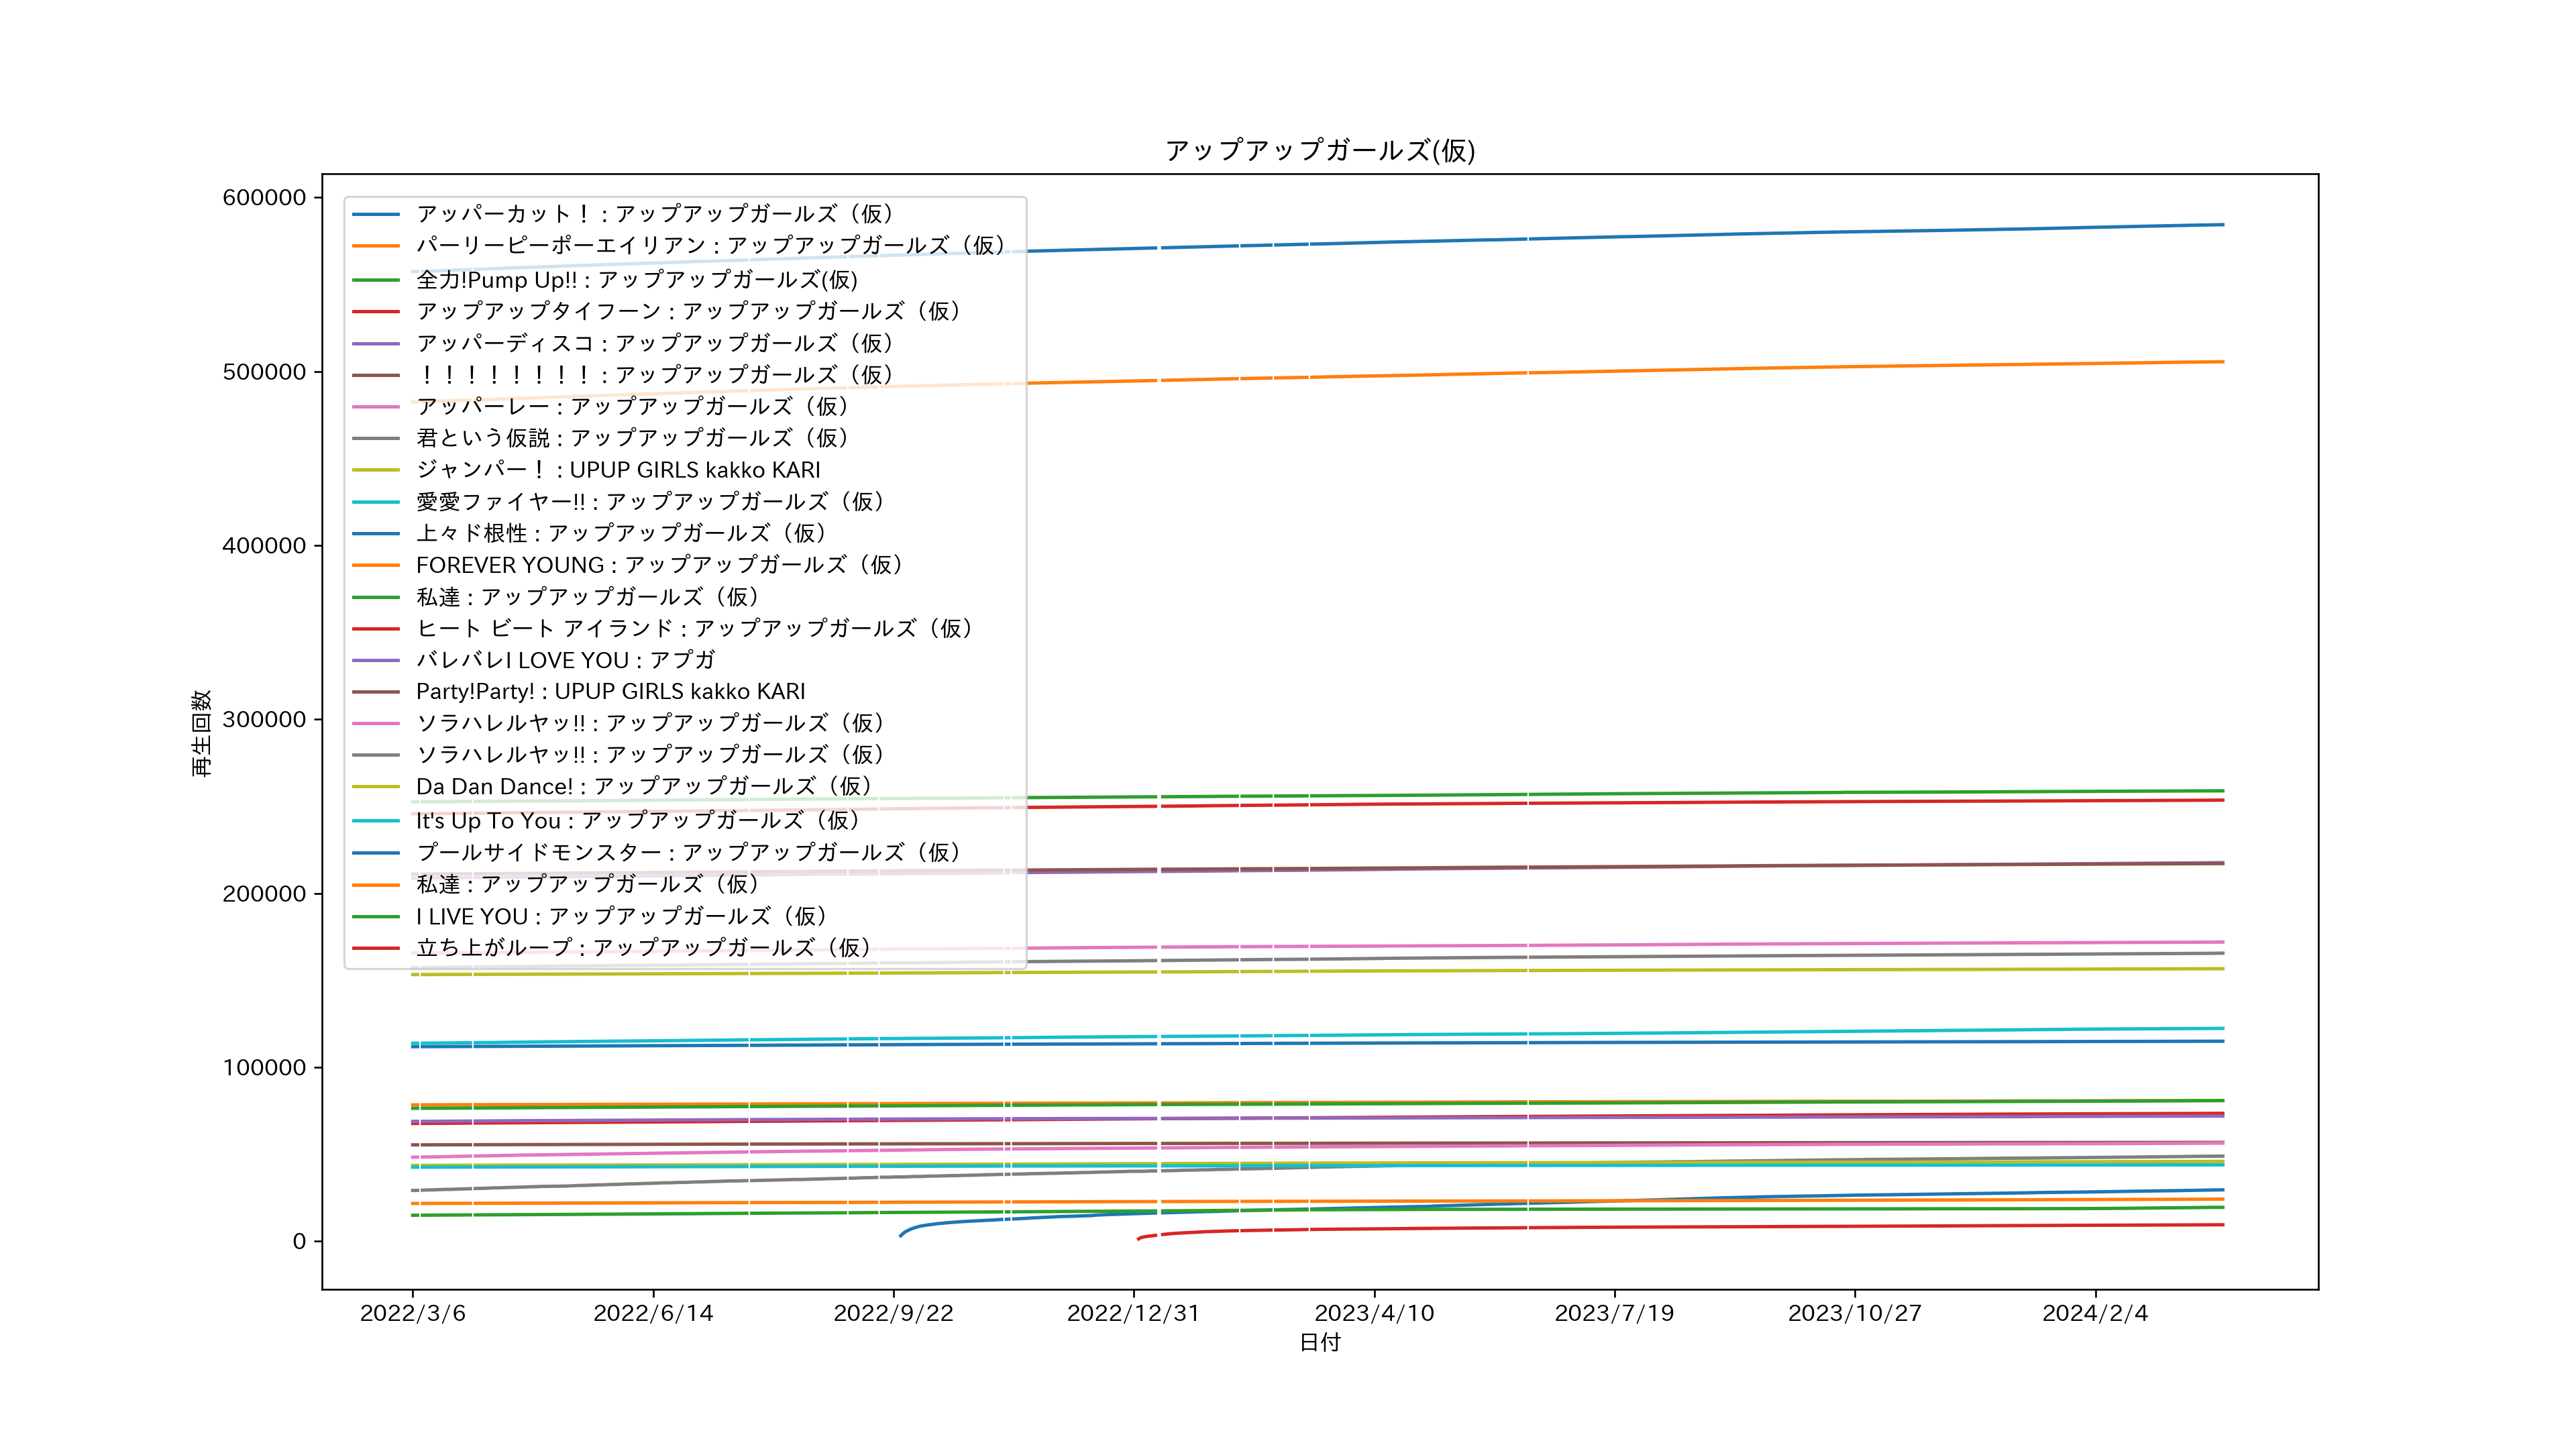 アップアップガールズ(仮)
600000
500000
400000
300000
200000
100000
0
再生回数
アッパーカット！ : アップアップガールズ（仮）
パーリーピーポーエイリアン : アップアップガールズ（仮）
全力!Pump Up!! : アップアップガールズ(仮)
アップアップタイフーン : アップアップガールズ（仮）
アッパーディスコ : アップアップガールズ（仮）
！！！！！！！！ : アップアップガールズ（仮）
アッパーレー : アップアップガールズ（仮）
君という仮説 : アップアップガールズ（仮）
ジャンパー！ : UPUP GIRLS kakko KARI
愛愛ファイヤー!! : アップアップガールズ（仮）
上々ド根性 : アップアップガールズ（仮）
FOREVER YOUNG : アップアップガールズ（仮）
私達 : アップアップガールズ（仮）
ヒート ビート アイランド : アップアップガールズ（仮）
バレバレI LOVE YOU : アプガ
Party!Party! : UPUP GIRLS kakko KARI
ソラハレルヤッ!! : アップアップガールズ（仮）
ソラハレルヤッ!! : アップアップガールズ（仮）
Da Dan Dance! : アップアップガールズ（仮）
It's Up To You : アップアップガールズ（仮）
プールサイドモンスター : アップアップガールズ（仮）
私達 : アップアップガールズ（仮）
I LIVE YOU : アップアップガールズ（仮）
立ち上がループ : アップアップガールズ（仮）
2022/3/6 2022/6/14 2022/9/22 2022/12/31 2023/4/10 2023/7/19 2023/10/27 2024/2/4
日付